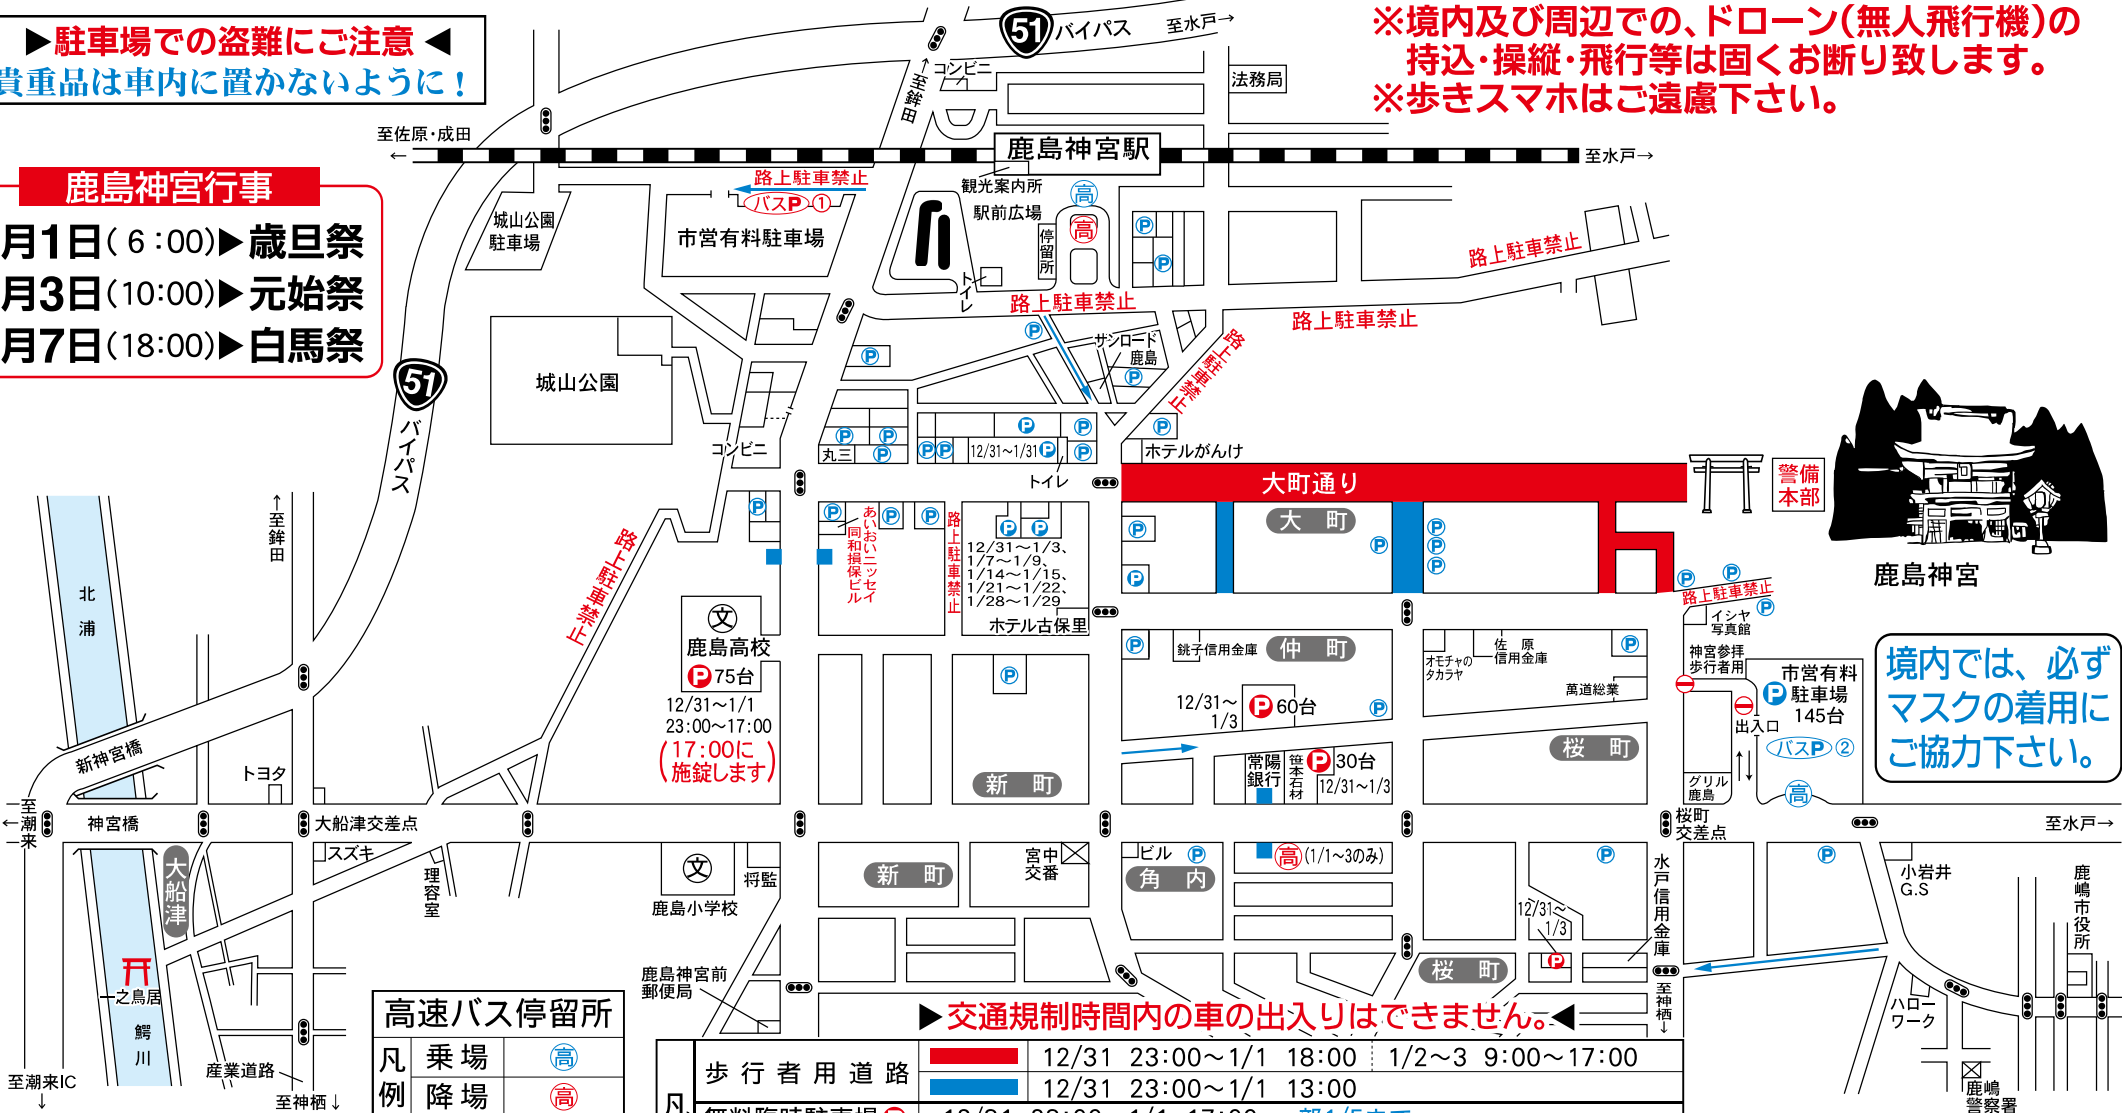 ▶駐車場での盗難にご注意◀
貴重品は車内に置かないように!
鹿島神宮行事
月1日(6:00)▶歳旦祭
月3日(10:00)▶元始祭
月7日(18:00)▶白馬祭
※境内及び周辺での、ドローン(無人飛行機)の
持込・操縦・飛行等は固くお断り致します。
※歩きスマホはご遠慮下さい。
51
バイパス
至水戸→
コンビニ
←至鉾田
法務局
至佐原・成田
←
鹿島神宮駅
至水戸→
路上駐車禁止
バスP ①
観光案内所
駅前広場
高
高
停留所
トイレ
城山公園
駐車場
市営有料駐車場
P
P
路上駐車禁止
路上駐車禁止
路上駐車禁止
路上駐車禁止
城山公園
51
バイパス
P
P
サンロード
鹿島
P
コンビニ
P
P
丸三
P
P
P
P
P
12/31~1/31 P
P
トイレ
P
ホテルがんけ
大町通り
警備
本部
鹿島神宮
大町
←至鉾田
北浦
路上駐車禁止
P
P
あいおいニッセイ
同和損保ビル
P
P
路上駐車禁止
P
P
12/31~1/3、
1/7~1/9、
1/14~1/15、
1/21~1/22、
1/28~1/29
ホテル古保里
P
P
P
P
P
P
P
P
路上駐車禁止
P
イシヤ
写真館
文
鹿島高校
P 75台
12/31~1/1
23:00~17:00
(17:00に
施錠します)
P
P
銚子信用金庫
仲町
オモチャの
タカラヤ
佐原
信用金庫
P
萬道総業
神宮参拝
歩行者用
市営有料
P 駐車場
145台
出入口
バスP ②
高
境内では、必ず
マスクの着用に
ご協力下さい。
12/31~
1/3
P 60台
P
新町
常陽
銀行
笹本石材
P 30台
12/31~1/3
桜町
グリル
鹿島
新神宮橋
トヨタ
←至潮来
神宮橋
大船津交差点
スズキ
大船津
理容室
文
鹿島小学校
将監
新町
宮中
交番
ビル
P
角内
高 (1/1~3のみ)
P
桜町
交差点
水戸信用金庫
P
至水戸→
小岩井
G.S
鹿嶋市役所
12/31~
1/3
P
桜町
至神栖↓
ハロー
ワーク
鹿嶋
警察署
一之鳥居
鰐川
産業道路
至潮来IC
↓
至神栖↓
鹿島神宮前
郵便局
高速バス停留所
凡例
乗場 高
降場 高
▶交通規制時間内の車の出入りはできません。◀
凡
歩行者用道路
12/31 23:00~1/1 18:00 1/2~3 9:00~17:00
12/31 23:00~1/1 13:00